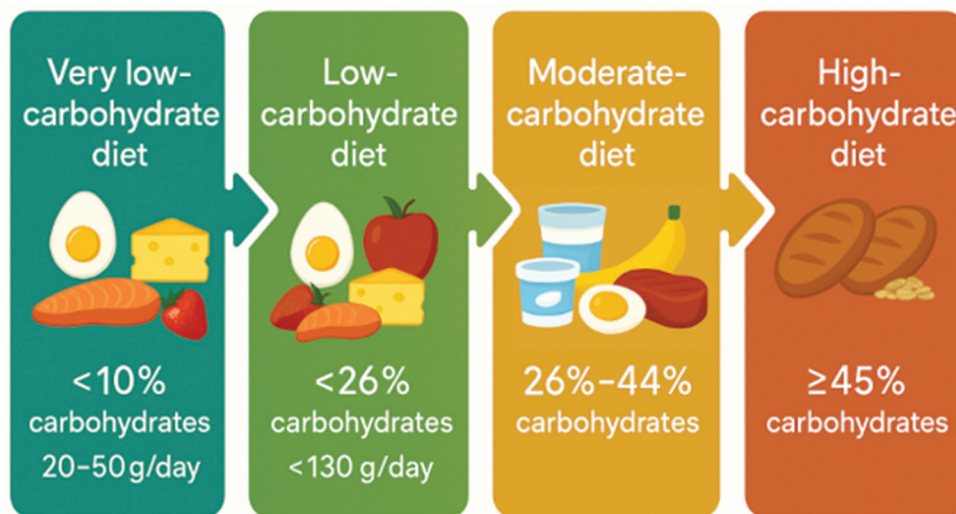 Very low-
carbohydrate
diet
<10%
carbohydrates
20–50 g/day
Low-
carbohydrate
diet
<26%
carbohydrates
<130 g/day
Moderate-
carbohydrate
diet
26%–44%
carbohydrates
High-
carbohydrate
diet
≥45%
carbohydrates